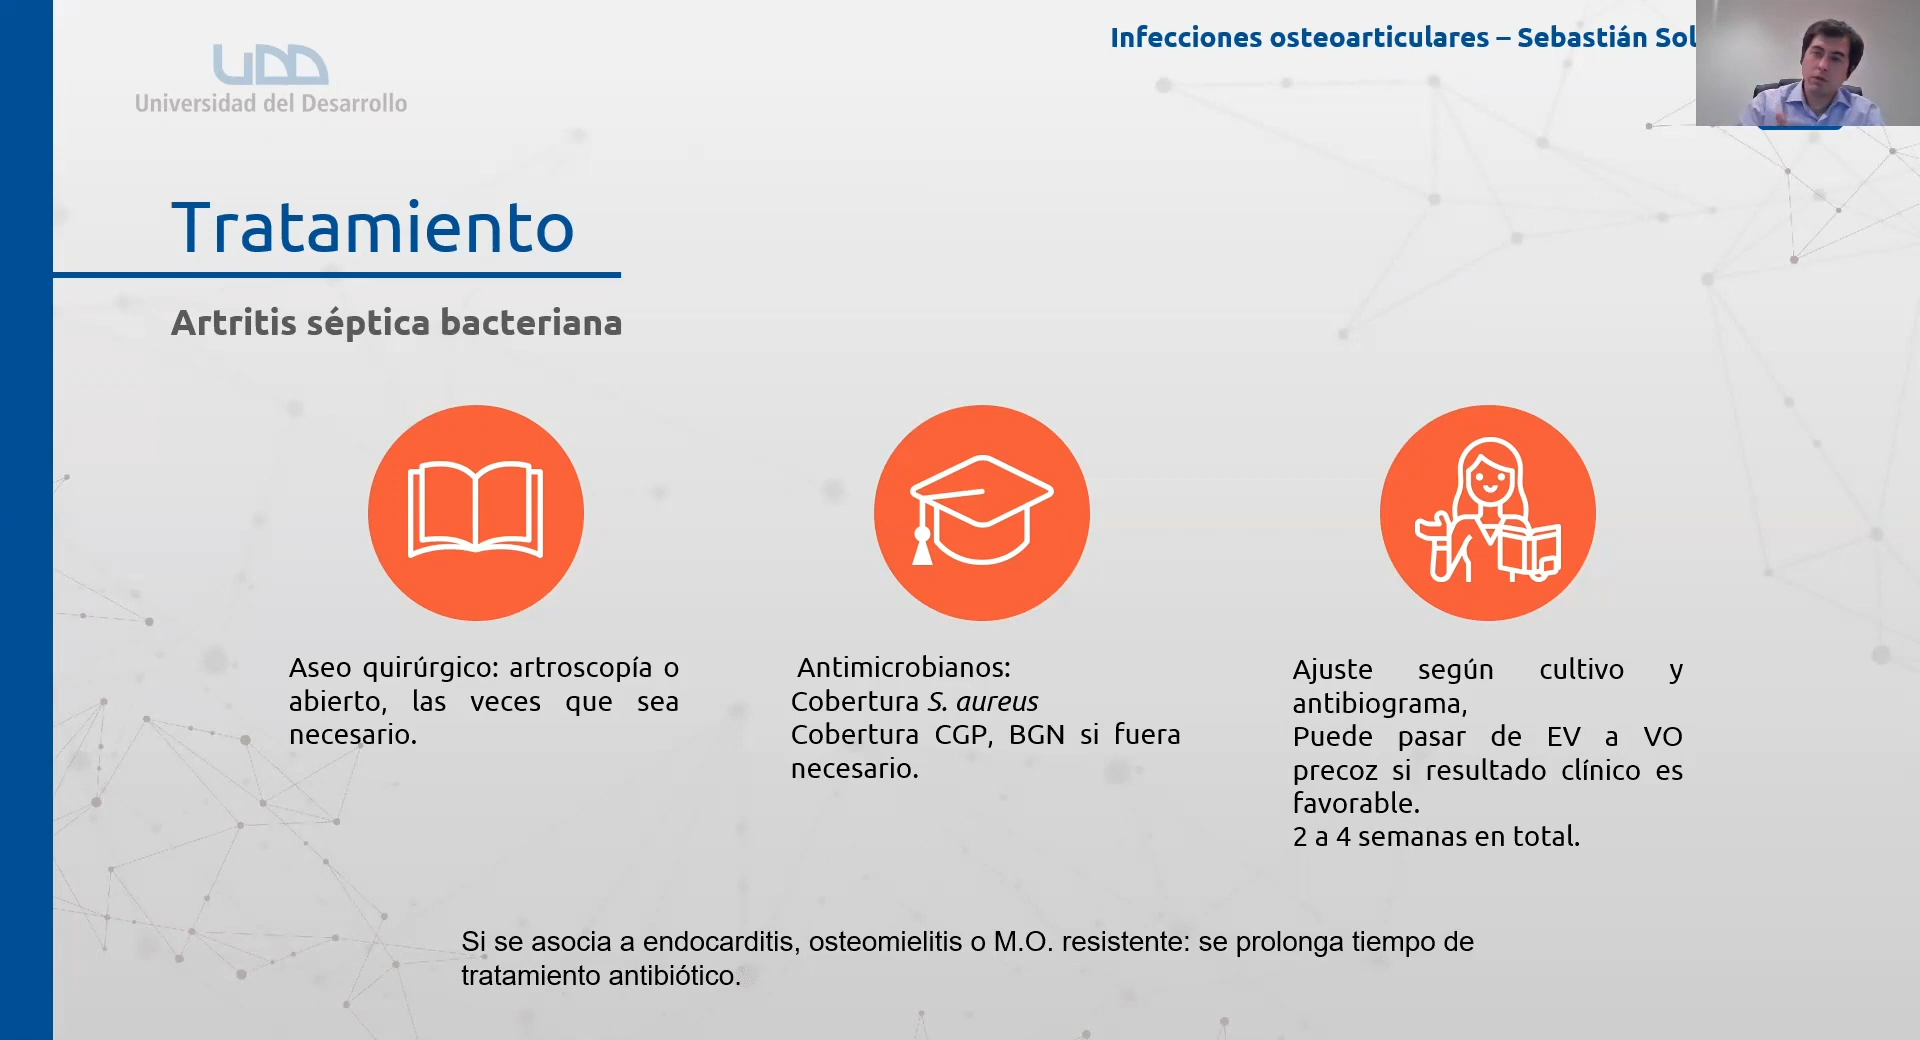 Infecciones osteoarticulares – Sebastián Sol
UDD
Universidad del Desarrollo
Tratamiento
Artritis séptica bacteriana
Aseo quirúrgico: artroscopía o
abierto, las veces que sea
necesario.
Antimicrobianos:
Cobertura S. aureus
Cobertura CGP, BGN si fuera
necesario.
Ajuste según cultivo y
antibiograma,
Puede pasar de EV a VO
precoz si resultado clínico es
favorable.
2 a 4 semanas en total.
Si se asocia a endocarditis, osteomielitis o M.O. resistente: se prolonga tiempo de
tratamiento antibiótico.